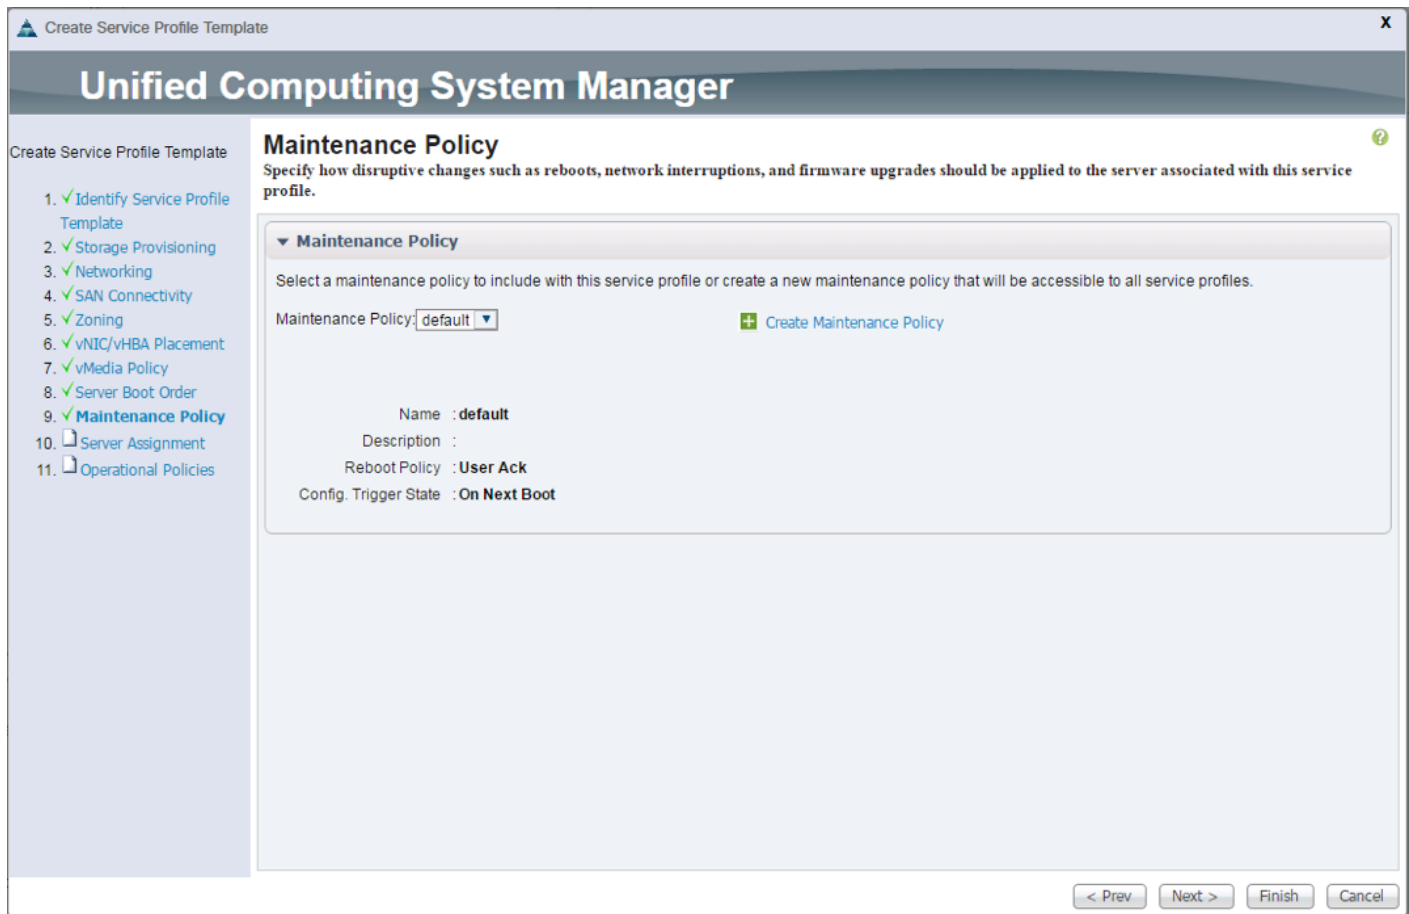 Create Service Profile Template
X
Unified Computing System Manager
Create Service Profile Template
1. Identify Service Profile
Template
2. Storage Provisioning
3. Networking
4. SAN Connectivity
5. Zoning
6. vNIC/vHBA Placement
7. vMedia Policy
8. Server Boot Order
9. Maintenance Policy
10. Server Assignment
11. Operational Policies
Maintenance Policy
?
Specify how disruptive changes such as reboots, network interruptions, and firmware upgrades should be applied to the server associated with this service
profile.
Maintenance Policy
Select a maintenance policy to include with this service profile or create a new maintenance policy that will be accessible to all service profiles.
Maintenance Policy: default
Create Maintenance Policy
Name : default
Description :
Reboot Policy : User Ack
Config. Trigger State : On Next Boot
< Prev
Next >
Finish
Cancel